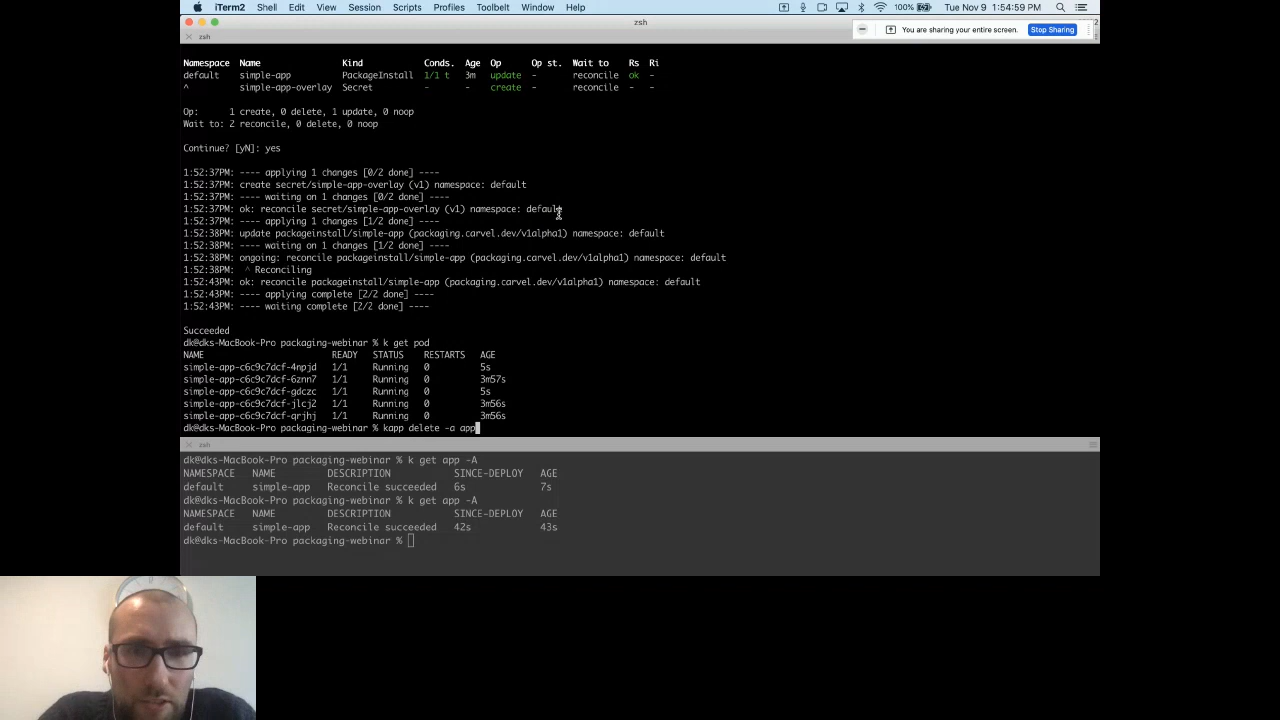 iTerm2 Shell Edit View Session Scripts Profiles Toolbelt Window Help 100% Tue Nov 9 1:54:59 PM
zsh
You are sharing your entire screen. Stop Sharing
zsh
Namespace Name Kind Conds. Age Op Op st. Wait to Rs Ri
default simple-app PackageInstall 1/1 t 3m update - reconcile ok -
^ simple-app-overlay Secret - - create - reconcile - -
Op: 1 create, 0 delete, 1 update, 0 noop
Wait to: 2 reconcile, 0 delete, 0 noop
Continue? [yN]: yes
1:52:37PM: ---- applying 1 changes [0/2 done] ----
1:52:37PM: create secret/simple-app-overlay (v1) namespace: default
1:52:37PM: ---- waiting on 1 changes [0/2 done] ----
1:52:37PM: ok: reconcile secret/simple-app-overlay (v1) namespace: default
1:52:37PM: ---- applying 1 changes [1/2 done] ----
1:52:38PM: update packageinstall/simple-app (packaging.carvel.dev/v1alpha1) namespace: default
1:52:38PM: ---- waiting on 1 changes [1/2 done] ----
1:52:38PM: ongoing: reconcile packageinstall/simple-app (packaging.carvel.dev/v1alpha1) namespace: default
1:52:38PM: ^ Reconciling
1:52:43PM: ok: reconcile packageinstall/simple-app (packaging.carvel.dev/v1alpha1) namespace: default
1:52:43PM: ---- applying complete [2/2 done] ----
1:52:43PM: ---- waiting complete [2/2 done] ----
Succeeded
dk@dks-MacBook-Pro packaging-webinar % k get pod
NAME READY STATUS RESTARTS AGE
simple-app-c6c9c7dcf-4npjd 1/1 Running 0 5s
simple-app-c6c9c7dcf-6znn7 1/1 Running 0 3m57s
simple-app-c6c9c7dcf-gdczc 1/1 Running 0 5s
simple-app-c6c9c7dcf-jlcj2 1/1 Running 0 3m56s
simple-app-c6c9c7dcf-qrjhj 1/1 Running 0 3m56s
dk@dks-MacBook-Pro packaging-webinar % kapp delete -a app
zsh
dk@dks-MacBook-Pro packaging-webinar % k get app -A
NAMESPACE NAME DESCRIPTION SINCE-DEPLOY AGE
default simple-app Reconcile succeeded 6s 7s
dk@dks-MacBook-Pro packaging-webinar % k get app -A
NAMESPACE NAME DESCRIPTION SINCE-DEPLOY AGE
default simple-app Reconcile succeeded 42s 43s
dk@dks-MacBook-Pro packaging-webinar %